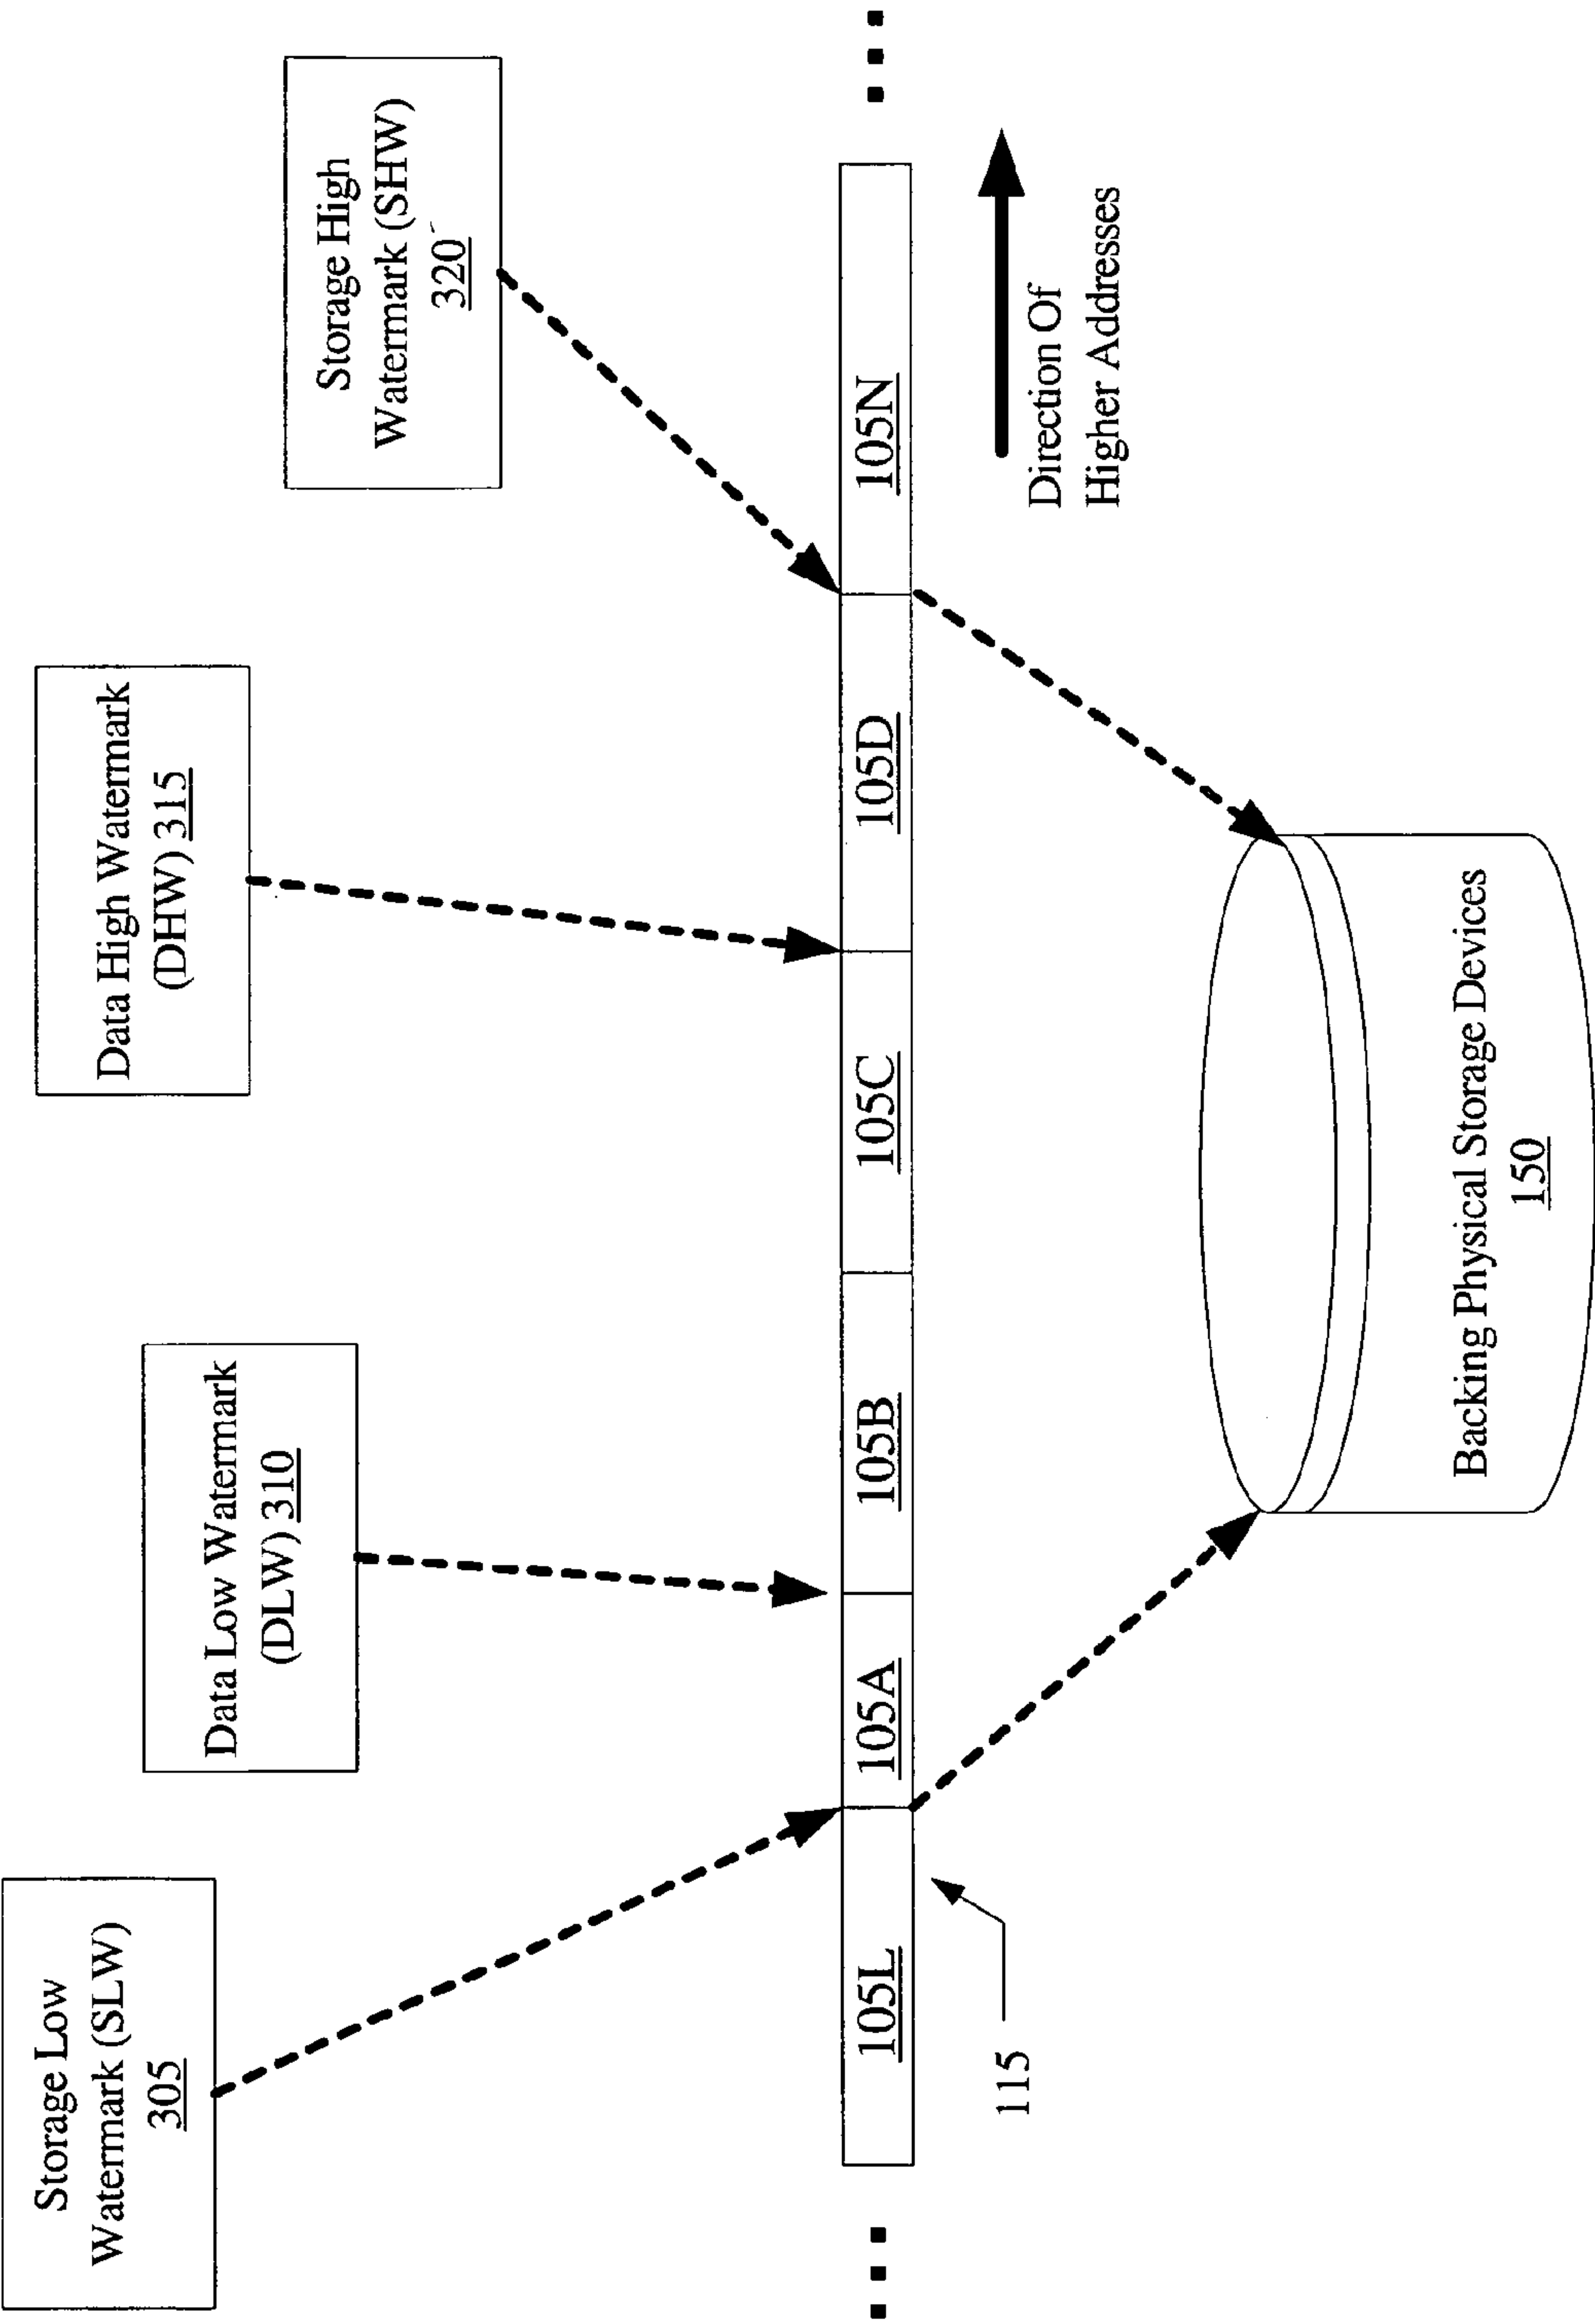 Storage Low
Watermark (SLW)
305
Data Low Watermark
(DLW) 310
Data High Watermark
(DHW) 315
Storage High
Watermark (SHW)
320
105L
105A
105B
105C
105D
105N
115
Direction Of
Higher Addresses
Backing Physical Storage Devices
150